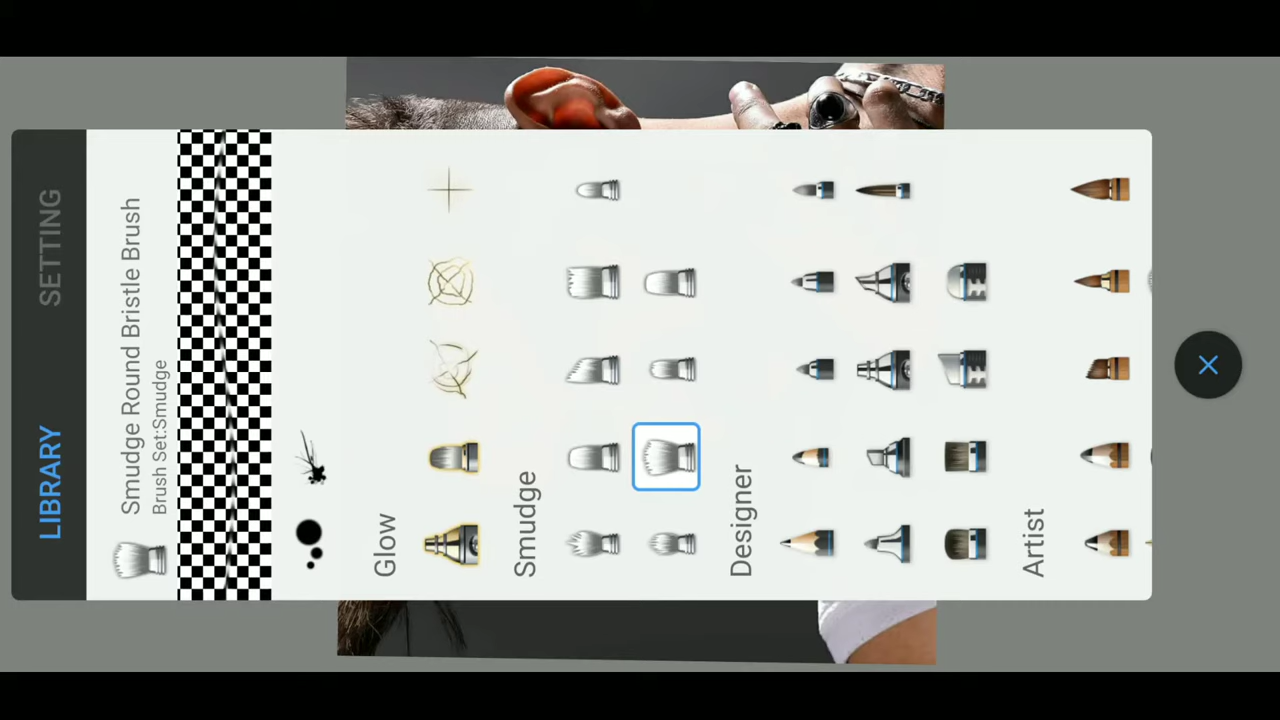 LIBRARY
SETTING
Smudge Round Bristle Brush
Brush Set:Smudge
Glow
Smudge
Designer
Artist